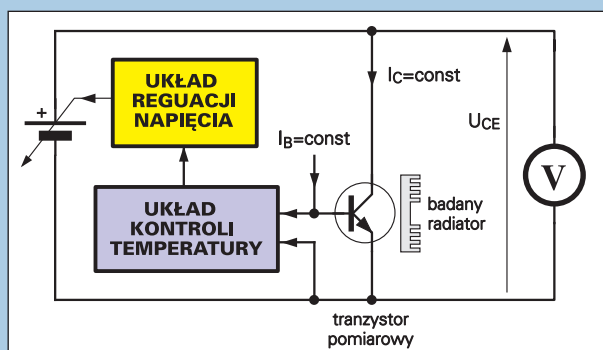 +
UKŁAD
REGUACJI
NAPIĘCIA
IC=const
IB=const
UCE
V
UKŁAD
KONTROLI
TEMPERATURY
badany
radiator
tranzystor
pomiarowy